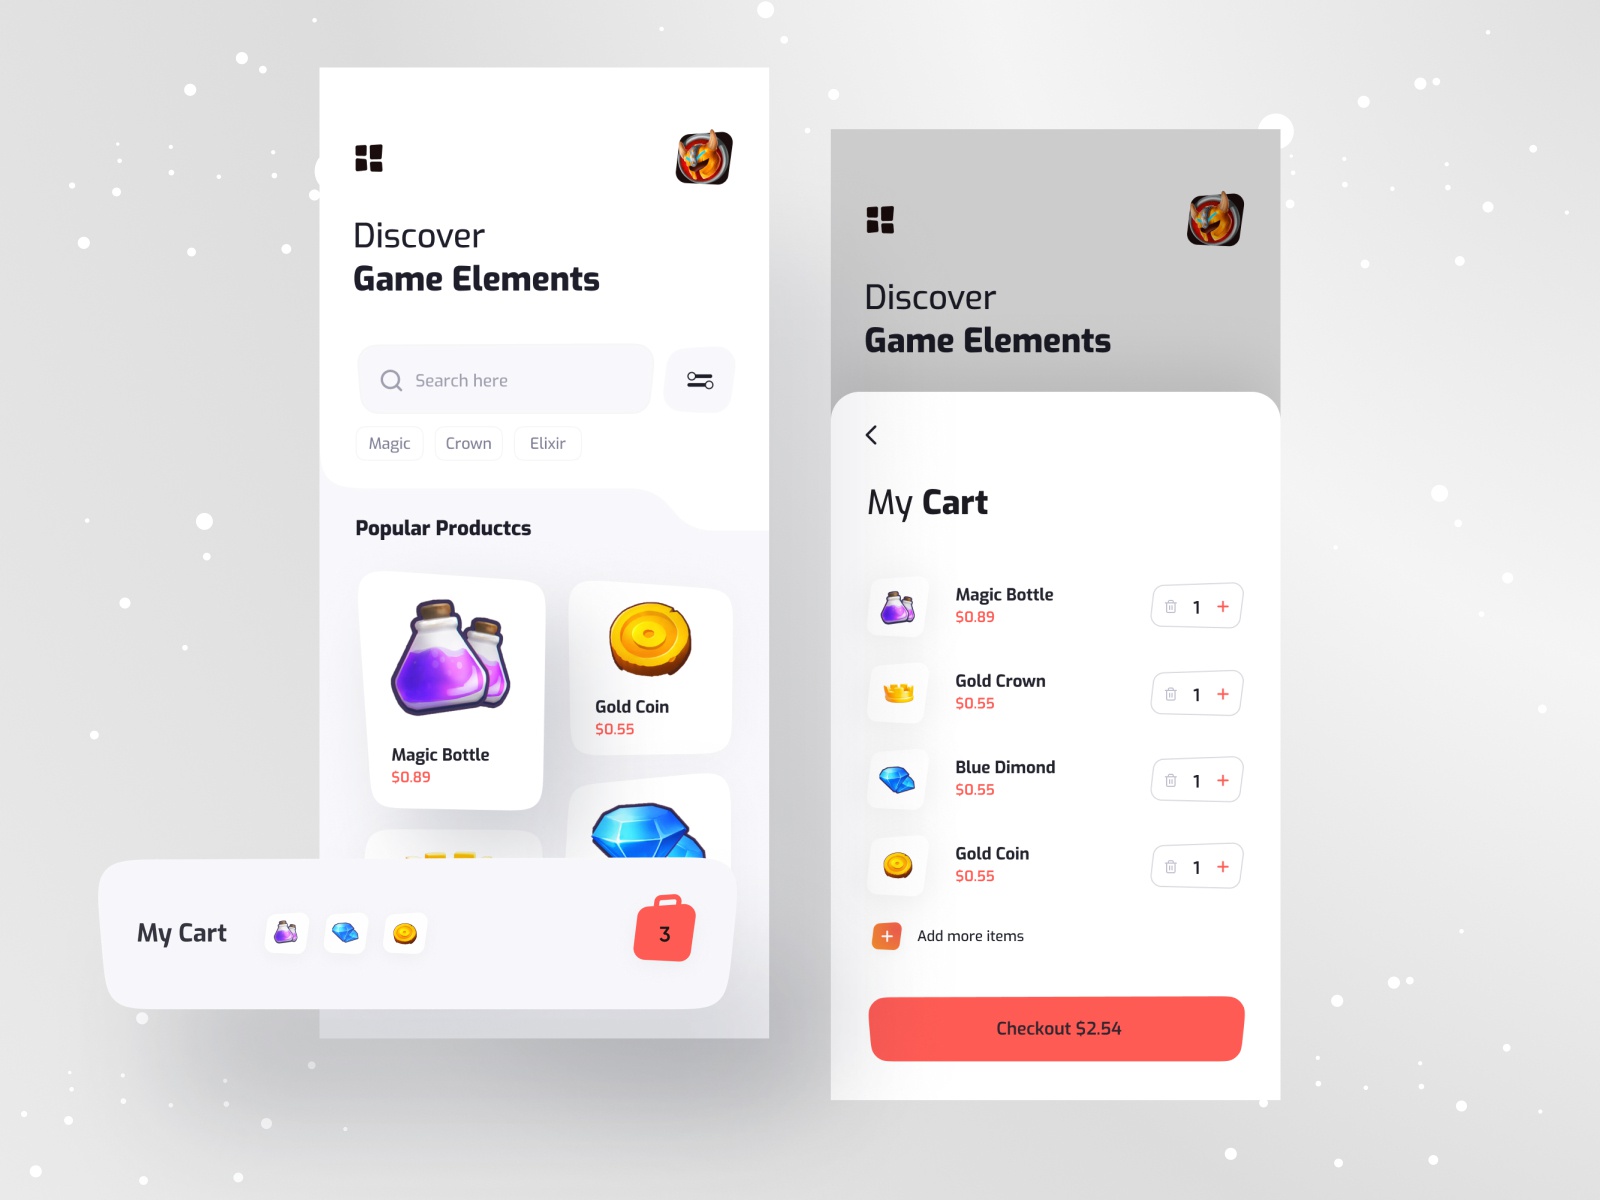 Discover
Game Elements
Search here
Magic
Crown
Elixir
Popular Productcs
Magic Bottle
$0.89
Gold Coin
$0.55
My Cart
3
Discover
Game Elements
My Cart
Magic Bottle
$0.89
1
Gold Crown
$0.55
1
Blue Dimond
$0.55
1
Gold Coin
$0.55
1
Add more items
Checkout $2.54